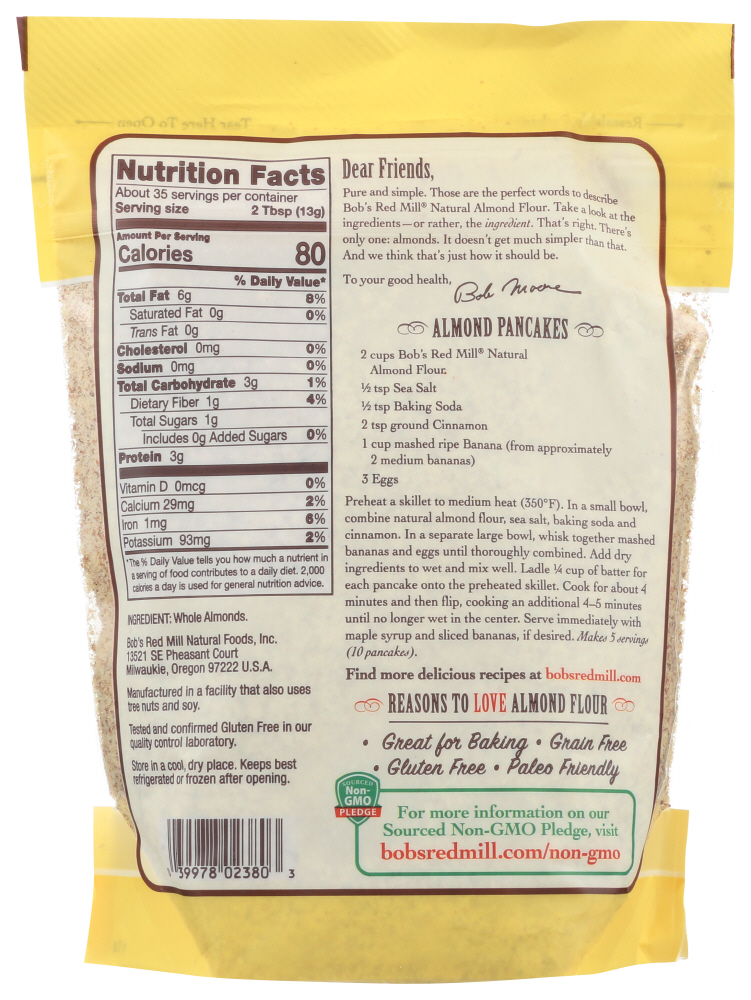 Tear Here To Open
Nutrition Facts
About 35 servings per container
Serving size 2 Tbsp (13g)
Amount Per Serving
Calories 80
% Daily Value*
Total Fat 6g 8%
Saturated Fat 0g 0%
Trans Fat 0g
Cholesterol 0mg 0%
Sodium 0mg 0%
Total Carbohydrate 3g 1%
Dietary Fiber 1g 4%
Total Sugars 1g
Includes 0g Added Sugars 0%
Protein 3g
Vitamin D 0mcg 0%
Calcium 29mg 2%
Iron 1mg 6%
Potassium 93mg 2%
*The % Daily Value tells you how much a nutrient in
a serving of food contributes to a daily diet. 2,000
calories a day is used for general nutrition advice.
INGREDIENT: Whole Almonds.
Bob's Red Mill Natural Foods, Inc.
13521 SE Pheasant Court
Milwaukie, Oregon 97222 U.S.A.
Manufactured in a facility that also uses
tree nuts and soy.
Tested and confirmed Gluten Free in our
quality control laboratory.
Store in a cool, dry place. Keeps best
refrigerated or frozen after opening.
39978 02380 3
Dear Friends,
Pure and simple. Those are the perfect words to describe
Bob's Red Mill® Natural Almond Flour. Take a look at the
ingredients—or rather, the ingredient. That's right. There's
only one: almonds. It doesn't get much simpler than that.
And we think that's just how it should be.
To your good health,
Bob Moore
ALMOND PANCAKES
2 cups Bob's Red Mill® Natural
Almond Flour.
½ tsp Sea Salt
½ tsp Baking Soda
2 tsp ground Cinnamon
1 cup mashed ripe Banana (from approximately
2 medium bananas)
3 Eggs
Preheat a skillet to medium heat (350°F). In a small bowl,
combine natural almond flour, sea salt, baking soda and
cinnamon. In a separate large bowl, whisk together mashed
bananas and eggs until thoroughly combined. Add dry
ingredients to wet and mix well. Ladle ¼ cup of batter for
each pancake onto the preheated skillet. Cook for about 4
minutes and then flip, cooking an additional 4–5 minutes
until no longer wet in the center. Serve immediately with
maple syrup and sliced bananas, if desired. Makes 5 servings
(10 pancakes).
Find more delicious recipes at bobsredmill.com
REASONS TO LOVE ALMOND FLOUR
• Great for Baking • Grain Free
• Gluten Free • Paleo Friendly
SOURCED
Non-
GMO
PLEDGE
For more information on our
Sourced Non-GMO Pledge, visit
bobsredmill.com/non-gmo